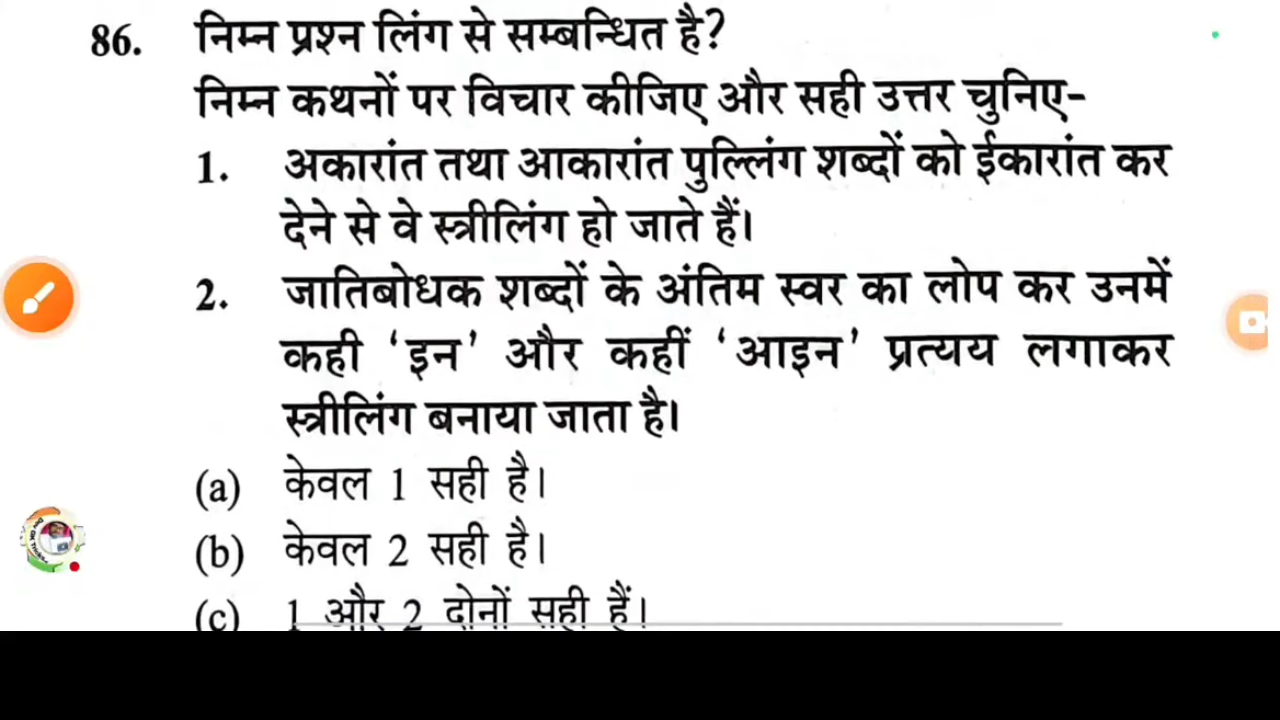 86. निम्न प्रश्न लिंग से सम्बन्धित है?
निम्न कथनों पर विचार कीजिए और सही उत्तर चुनिए-
1. अकारांत तथा आकारांत पुल्लिंग शब्दों को ईकारांत कर
देने से वे स्त्रीलिंग हो जाते हैं।
2. जातिबोधक शब्दों के अंतिम स्वर का लोप कर उनमें
कही ‘इन’ और कहीं ‘आइन’ प्रत्यय लगाकर
स्त्रीलिंग बनाया जाता है।
(a) केवल 1 सही है।
(b) केवल 2 सही है।
(c) 1 और 2 दोनों सही हैं।